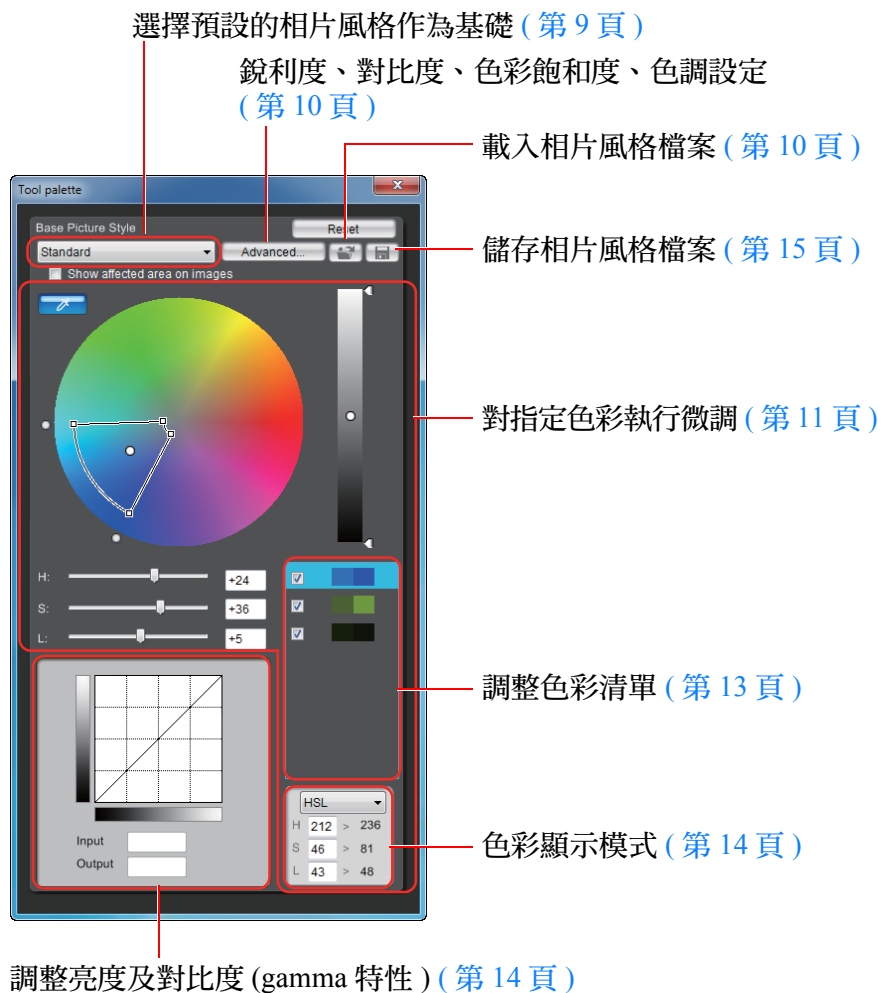 選擇預設的相片風格作為基礎 ( 第 9 頁 )
銳利度、對比度、色彩飽和度、色調設定
( 第 10 頁 )
載入相片風格檔案 ( 第 10 頁 )
Tool palette
Base Picture Style
Reset
Standard
Advanced...
儲存相片風格檔案 ( 第 15 頁 )
Show affected area on images
對指定色彩執行微調 ( 第 11 頁 )
H: +24
S: +36
L: +5
調整色彩清單 ( 第 13 頁 )
HSL
H 212 > 236
S 46 > 81
L 43 > 48
Input
Output
色彩顯示模式 ( 第 14 頁 )
調整亮度及對比度 (gamma 特性 ) ( 第 14 頁 )